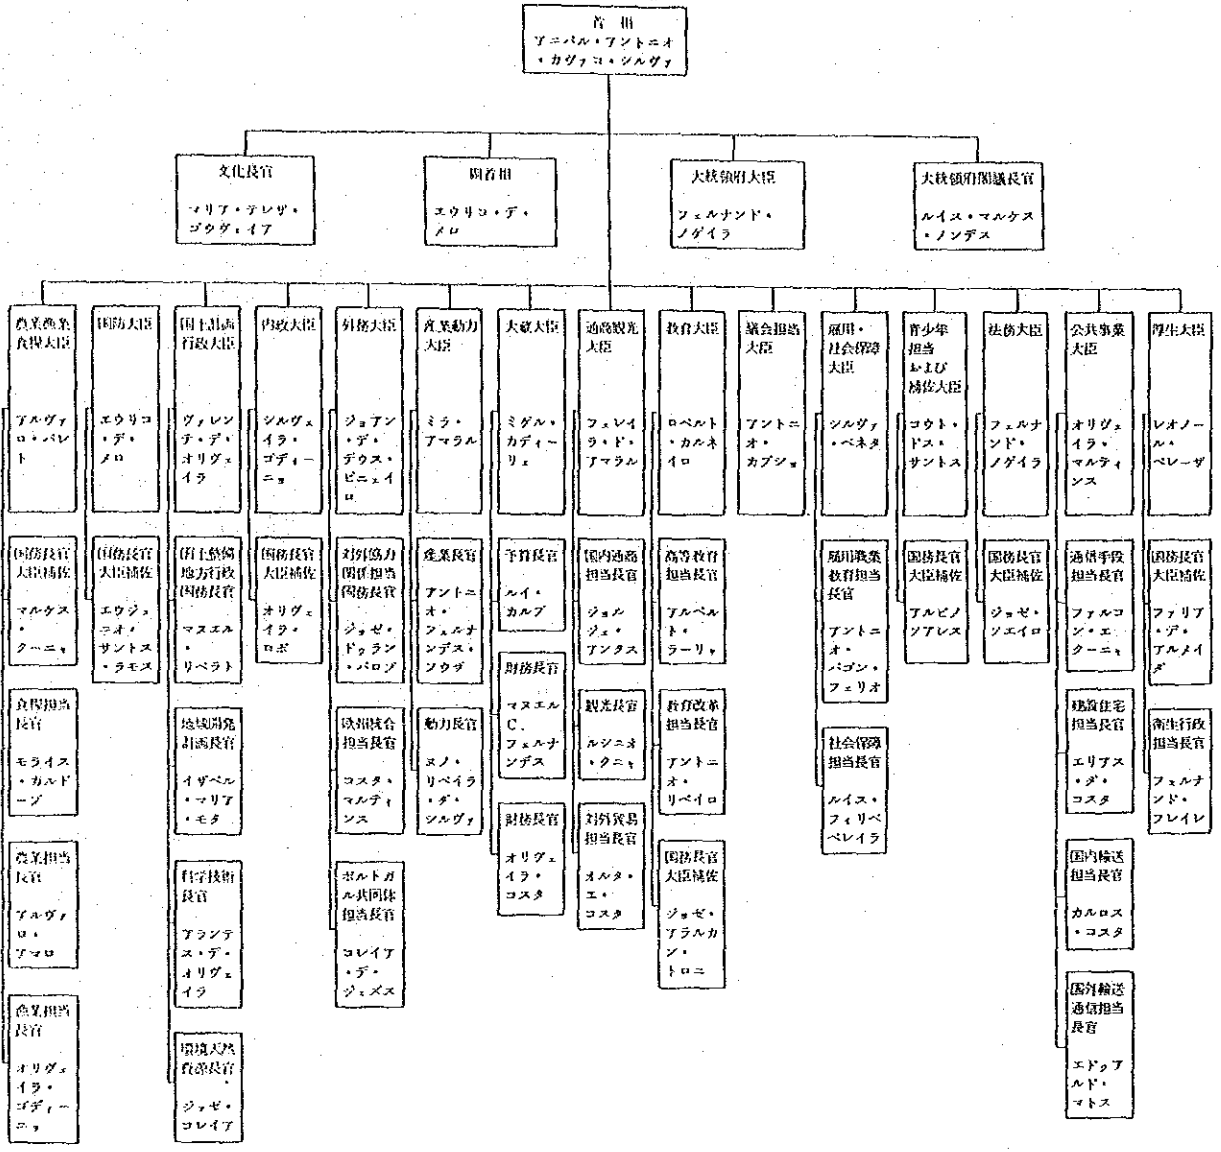 首相
アニバル・アントニオ
・カヴァコ・シルヴァ
文化長官
マリア・テレザ・
ゴウヴェイア
副首相
エウリコ・デ・
メロ
大統領府大臣
フェルナンド・
ノゲイラ
大統領府閣議長官
ルイス・マルケス
・ノンデス
農業漁業
食糧大臣
アルヴァ
ロ・バレ
ト
国務長官
大臣補佐
マルケス
・
クーニャ
食糧担当
長官
モライス
・カルド
ーゾ
農業担当
長官
アルヴァ
ロ・
アマロ
漁業担当
長官
オリヴェ
イラ・
ゴディー
ニョ
国防大臣
エウリコ
・デ・
メロ
国務長官
大臣補佐
エウジェ
ニオ・
サントス
・ラモス
国土計画
行政大臣
ヴァレン
テ・デ・
オリヴェ
イラ
国土整備
地方行政
国務長官
マヌエル
・
リベラト
地域開発
計画長官
イザベル
・マリア
・モタ
科学技術
長官
アランテ
ス・デ・
オリヴェ
イラ
環境天然
資源長官
ジョゼ・
コレイア
内政大臣
シルヴェ
イラ・
ゴディー
ニョ
国務長官
大臣補佐
オリヴェ
イラ・
ロボ
外務大臣
ジョアン
・デ・
デウス・
ピニェイ
ロ
対外協力
関係担当
国務長官
ジョゼ・
ドゥラン
・バロゾ
欧州統合
担当長官
コスタ・
マルティ
ンス
ポルトガ
ル共同体
担当長官
コレイア
・デ・
ジェズス
産業動力
大臣
ミラ・
アマラル
産業長官
アントニ
オ・
フェルナ
ンデス・
ソウザ
動力長官
ヌノ・
リベイラ
・ダ・
シルヴァ
大蔵大臣
ミゲル・
カディー
リェ
予算長官
ルイ・
カルプ
財務長官
マヌエル
C.
フェルナ
ンデス
財務長官
オリヴェ
イラ・
コスタ
通商観光
大臣
フェレイ
ラ・ド・
アマラル
国内通商
担当長官
ジョル
ジェ・
アンタス
観光長官
ルシニオ
・クニャ
対外貿易
担当長官
オルタ・
エ・
コスタ
教育大臣
ロベルト
・カルネ
イロ
高等教育
担当長官
アルベル
ト・
ラーリャ
教育改革
担当長官
アントニ
オ・
リベイロ
国務長官
大臣補佐
ジョゼ・
アラルカ
ン・
トロニ
議会担当
大臣
アントニ
オ・
カプショ
雇用・
社会保障
大臣
シルヴァ
・ペネタ
雇用職業
教育担当
長官
アントニ
オ・
バゴン・
フェリオ
社会保障
担当長官
ルイス・
フィリペ
ペレイラ
青少年
担当
および
補佐大臣
コウト・
ドス・
サントス
国務長官
大臣補佐
アルビノ
ソアレス
法務大臣
フェルナ
ンド・
ノゲイラ
国務長官
大臣補佐
ジョゼ・
ソエイロ
公共事業
大臣
オリヴェ
イラ・
マルティ
ンス
通信手段
担当長官
ファルコ
ン・エ・
クーニャ
建設住宅
担当長官
エリアス
・ダ・
コスタ
国内輸送
担当長官
カルロス
・コスタ
国外輸送
通信担当
長官
エドゥア
ルド・
マトス
厚生大臣
レオノー
ル・
ベレーザ
国務長官
大臣補佐
ファリア
・デ・
アルメイ
ダ
衛生行政
担当長官
フェルナ
ンド・
フレイレ